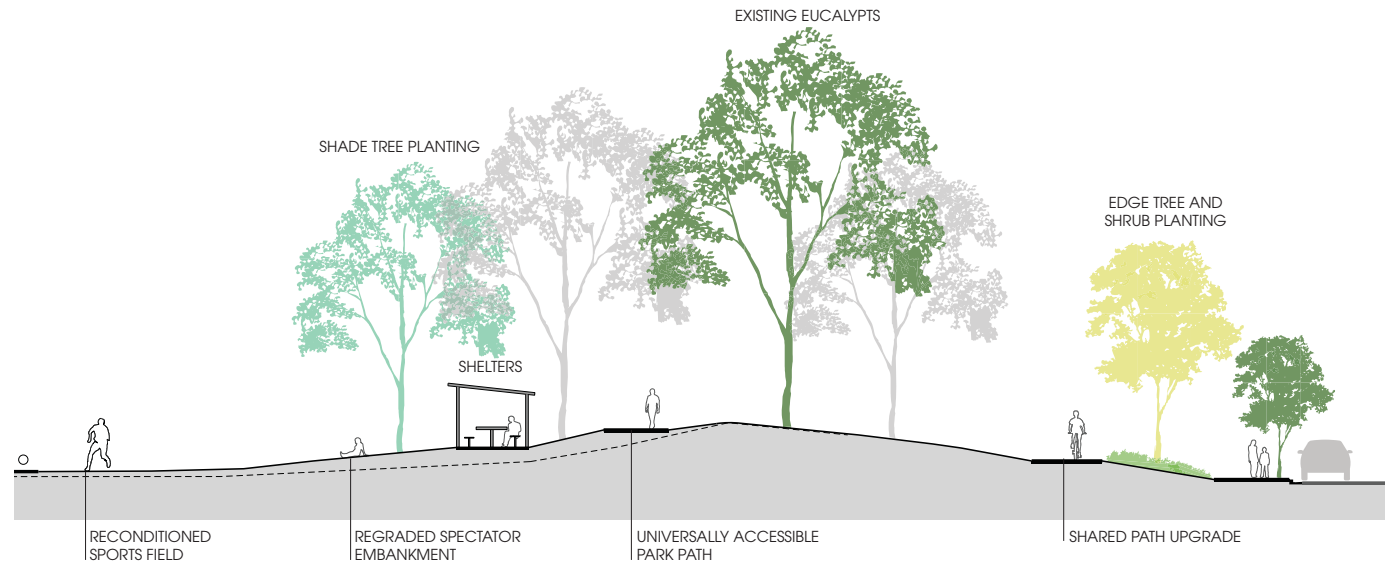 EXISTING EUCALYPTS
SHADE TREE PLANTING
EDGE TREE AND
SHRUB PLANTING
SHELTERS
RECONDITIONED
SPORTS FIELD
REGRADED SPECTATOR
EMBANKMENT
UNIVERSALLY ACCESSIBLE
PARK PATH
SHARED PATH UPGRADE